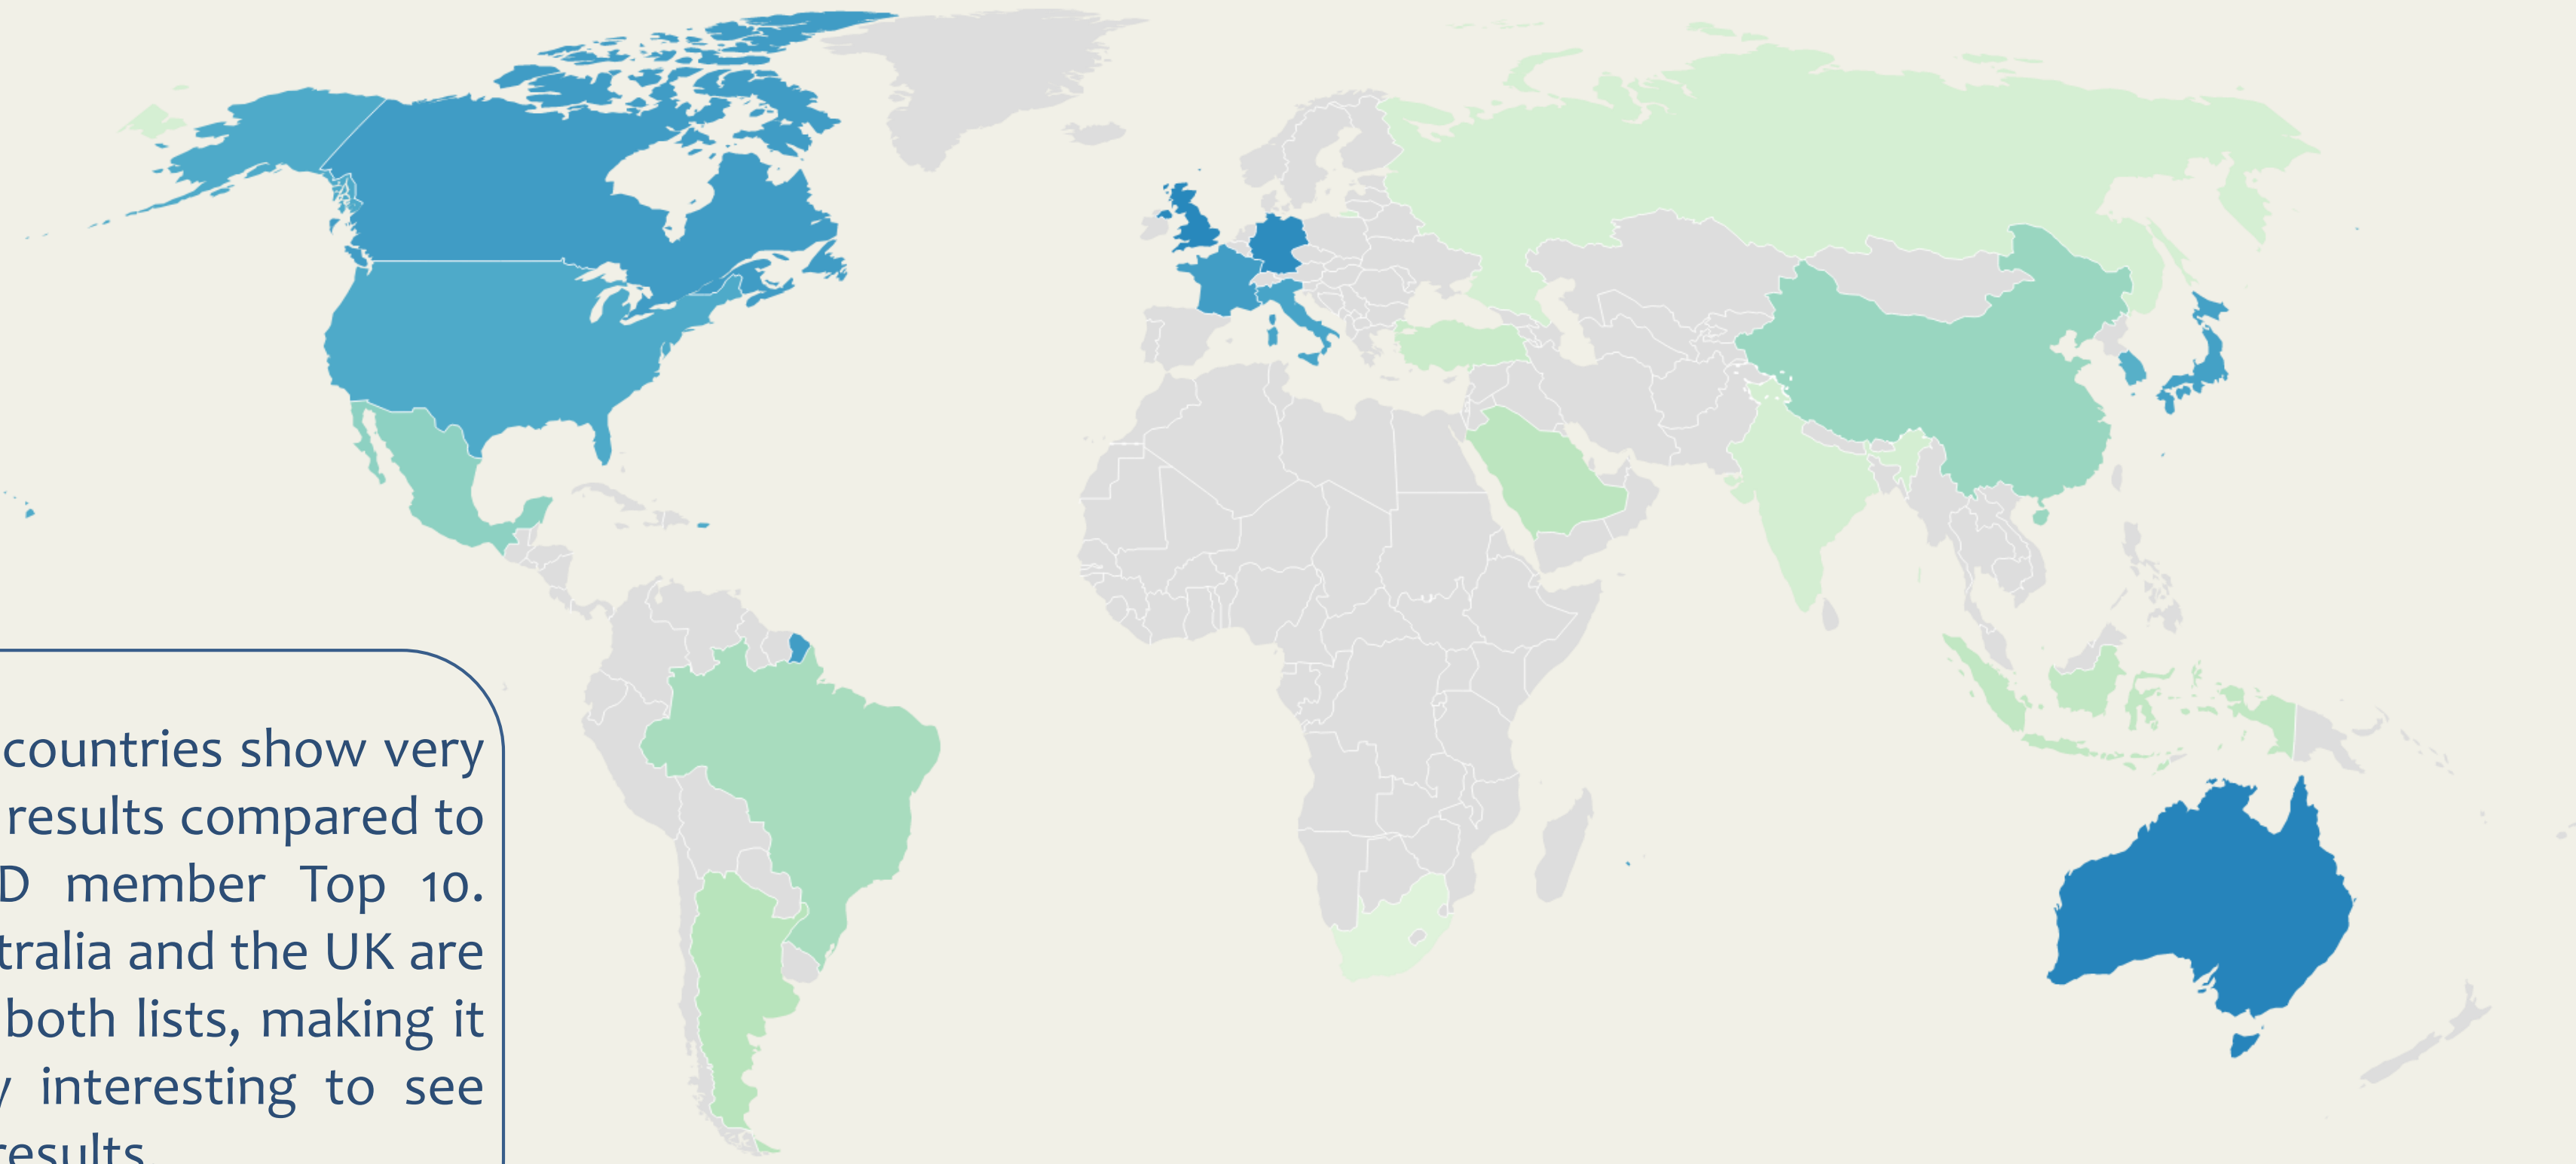 countries show very
results compared to
D member Top 10.
tralia and the UK are
both lists, making it
y interesting to see
results.